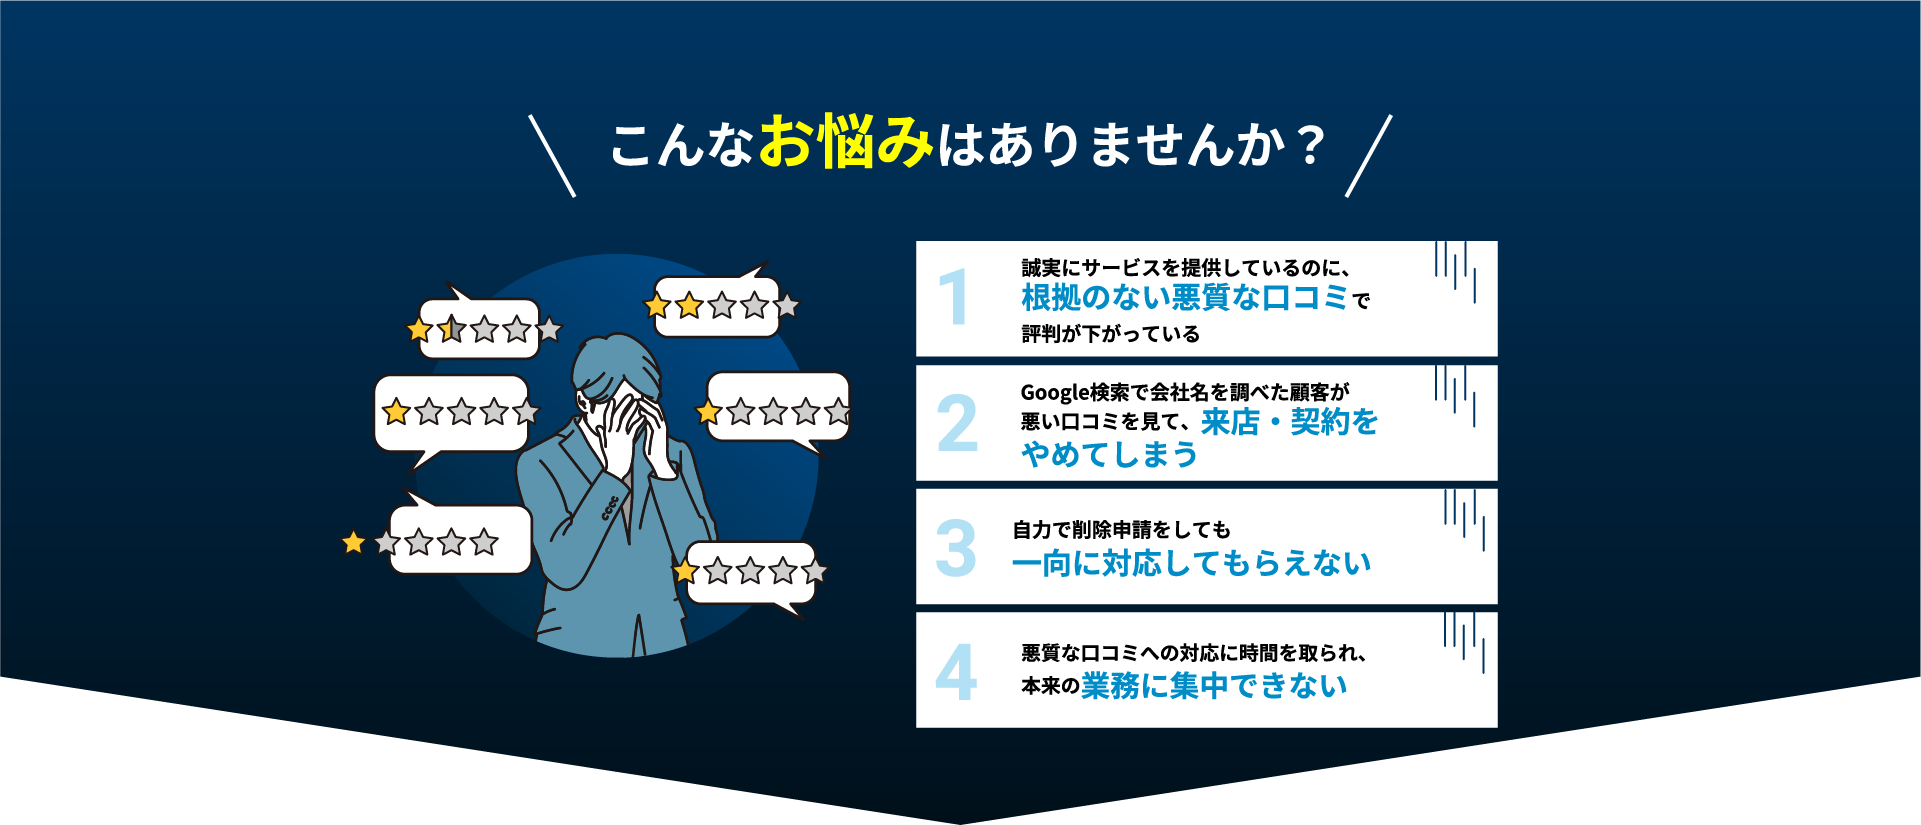 こんなお悩みはありませんか？
1
誠実にサービスを提供しているのに、
根拠のない悪質な口コミで
評判が下がっている
2
Google検索で会社名を調べた顧客が
悪い口コミを見て、来店・契約を
やめてしまう
3
自力で削除申請をしても
一向に対応してもらえない
4
悪質な口コミへの対応に時間を取られ、
本来の業務に集中できない